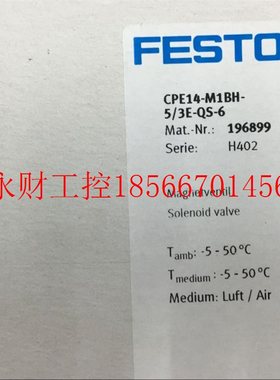 FESTO
CPE14-M1BH-
5/3E-QS-6
Mat.-Nr.: 196899
Serie: H402
永财工控18566701456
Magnetventil
Solenoid valve
Tamb: -5 - 50 °C
Tmedium: -5 - 50 °C
Medium: Luft / Air